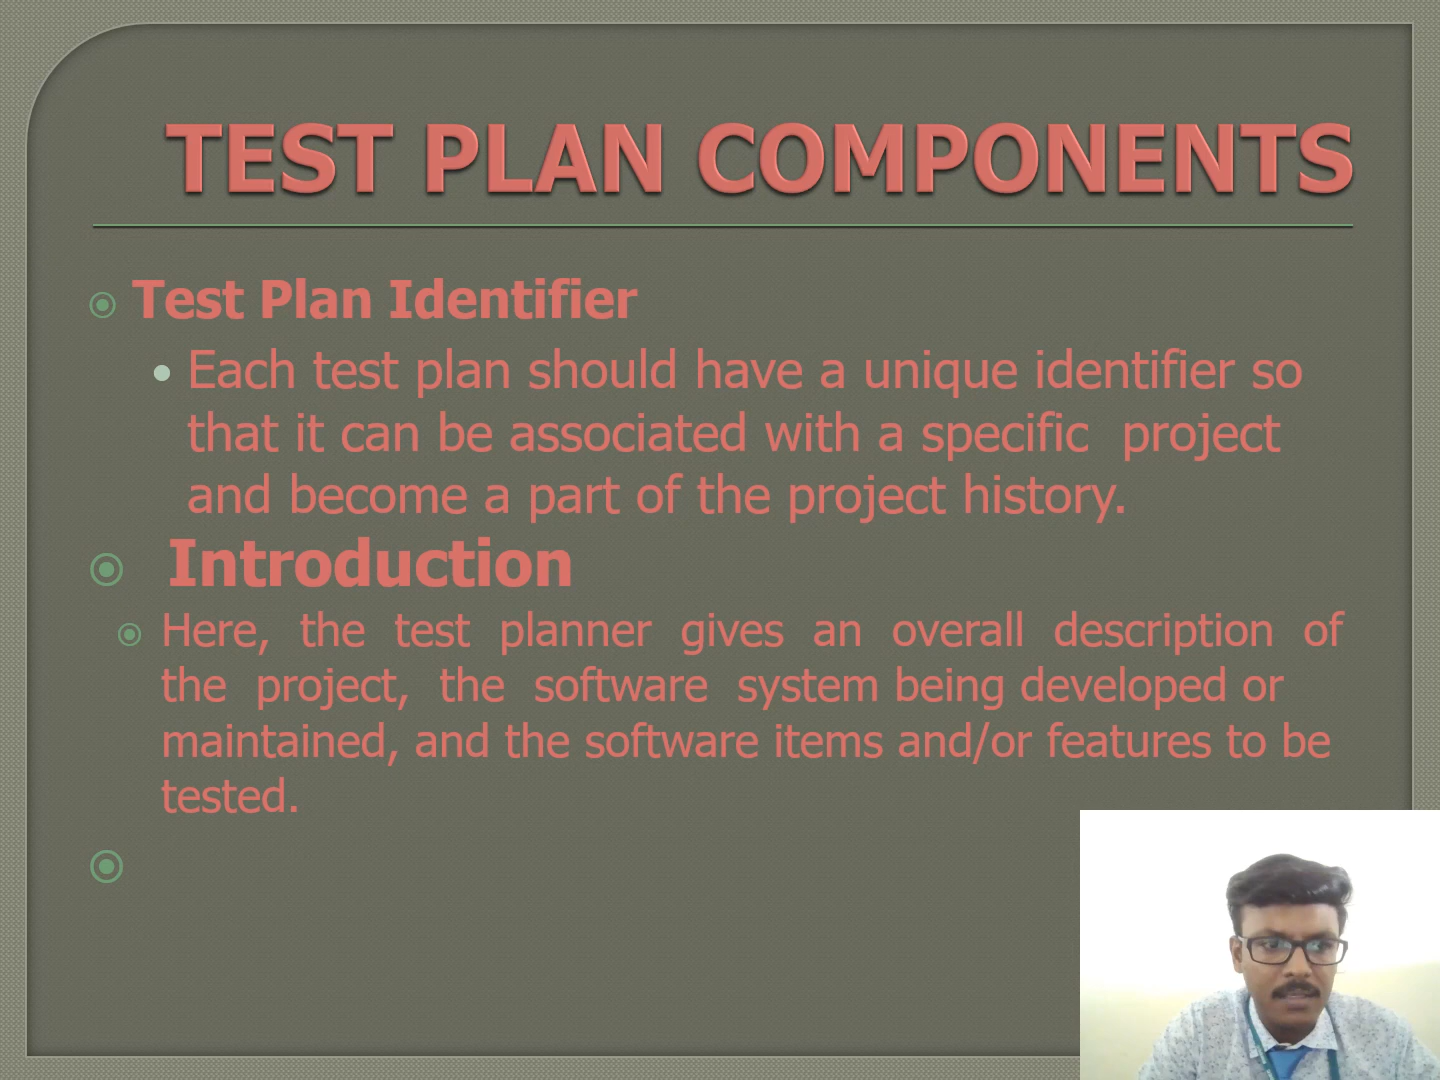 TEST PLAN COMPONENTS
Test Plan Identifier
Each test plan should have a unique identifier so
that it can be associated with a specific project
and become a part of the project history.
Introduction
Here, the test planner gives an overall description of
the project, the software system being developed or
maintained, and the software items and/or features to be
tested.